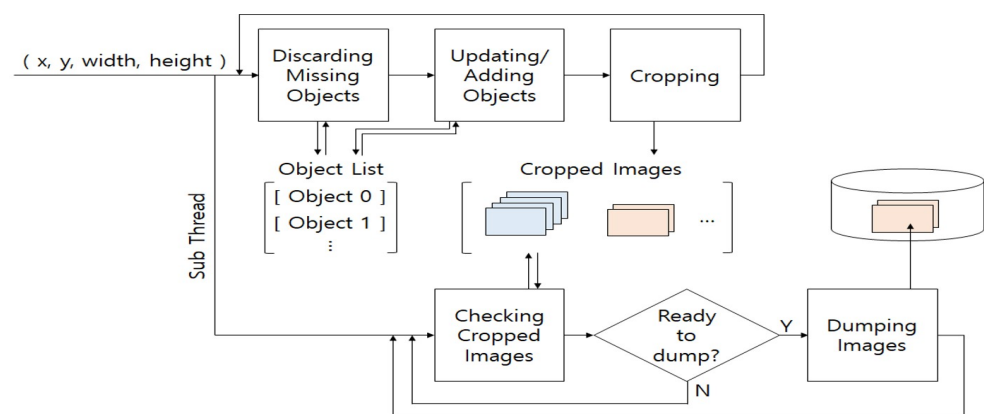 ( x, y, width, height )
Discarding
Missing
Objects
Updating/
Adding
Objects
Cropping
Object List
[ Object 0 ]
[ Object 1 ]
...
Cropped Images
...
Sub Thread
Checking
Cropped
Images
Ready
to
dump?
Y
N
Dumping
Images